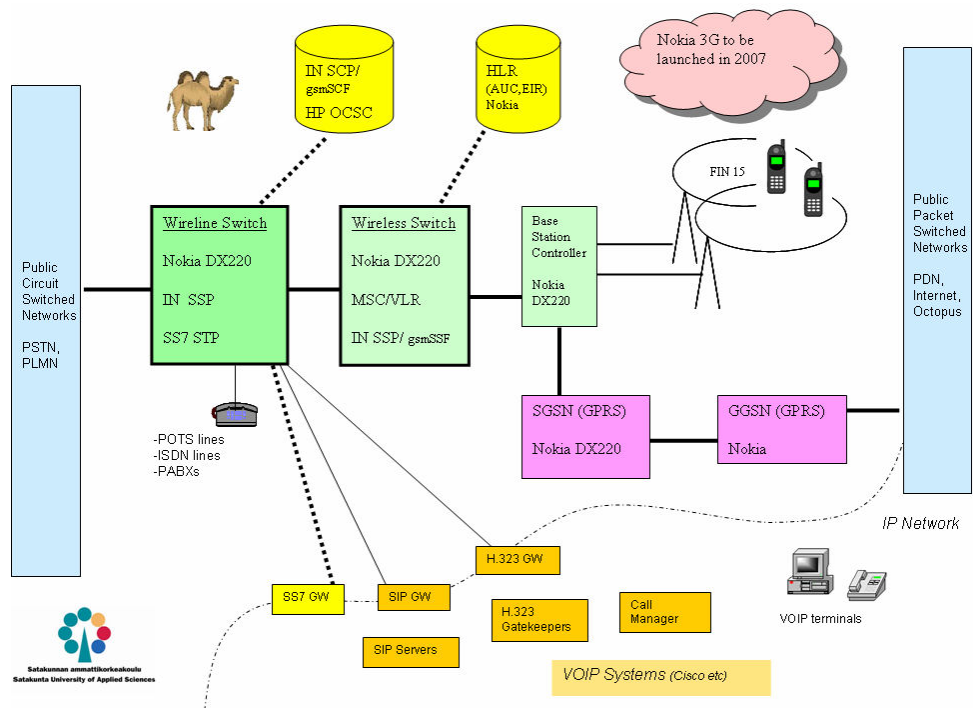 IN SCP/
gsmSCF
HP OCSC
HLR
(AUC,EIR)
Nokia
Nokia 3G to be
launched in 2007
FIN 15
Public
Circuit
Switched
Networks
PSTN,
PLMN
Wireline Switch
Nokia DX220
IN SSP
SS7 STP
Wireless Switch
Nokia DX220
MSC/VLR
IN SSP/ gsmSSF
Base
Station
Controller
Nokia
DX220
Public
Packet
Switched
Networks
PDN,
Internet,
Octopus
-POTS lines
-ISDN lines
-PABXs
SGSN (GPRS)
Nokia DX220
GGSN (GPRS)
Nokia
IP Network
H.323 GW
SS7 GW
SIP GW
H.323
Gatekeepers
Call
Manager
VOIP terminals
SIP Servers
VOIP Systems (Cisco etc)
Satakunnan ammattikorkeakoulu
Satakunta University of Applied Sciences